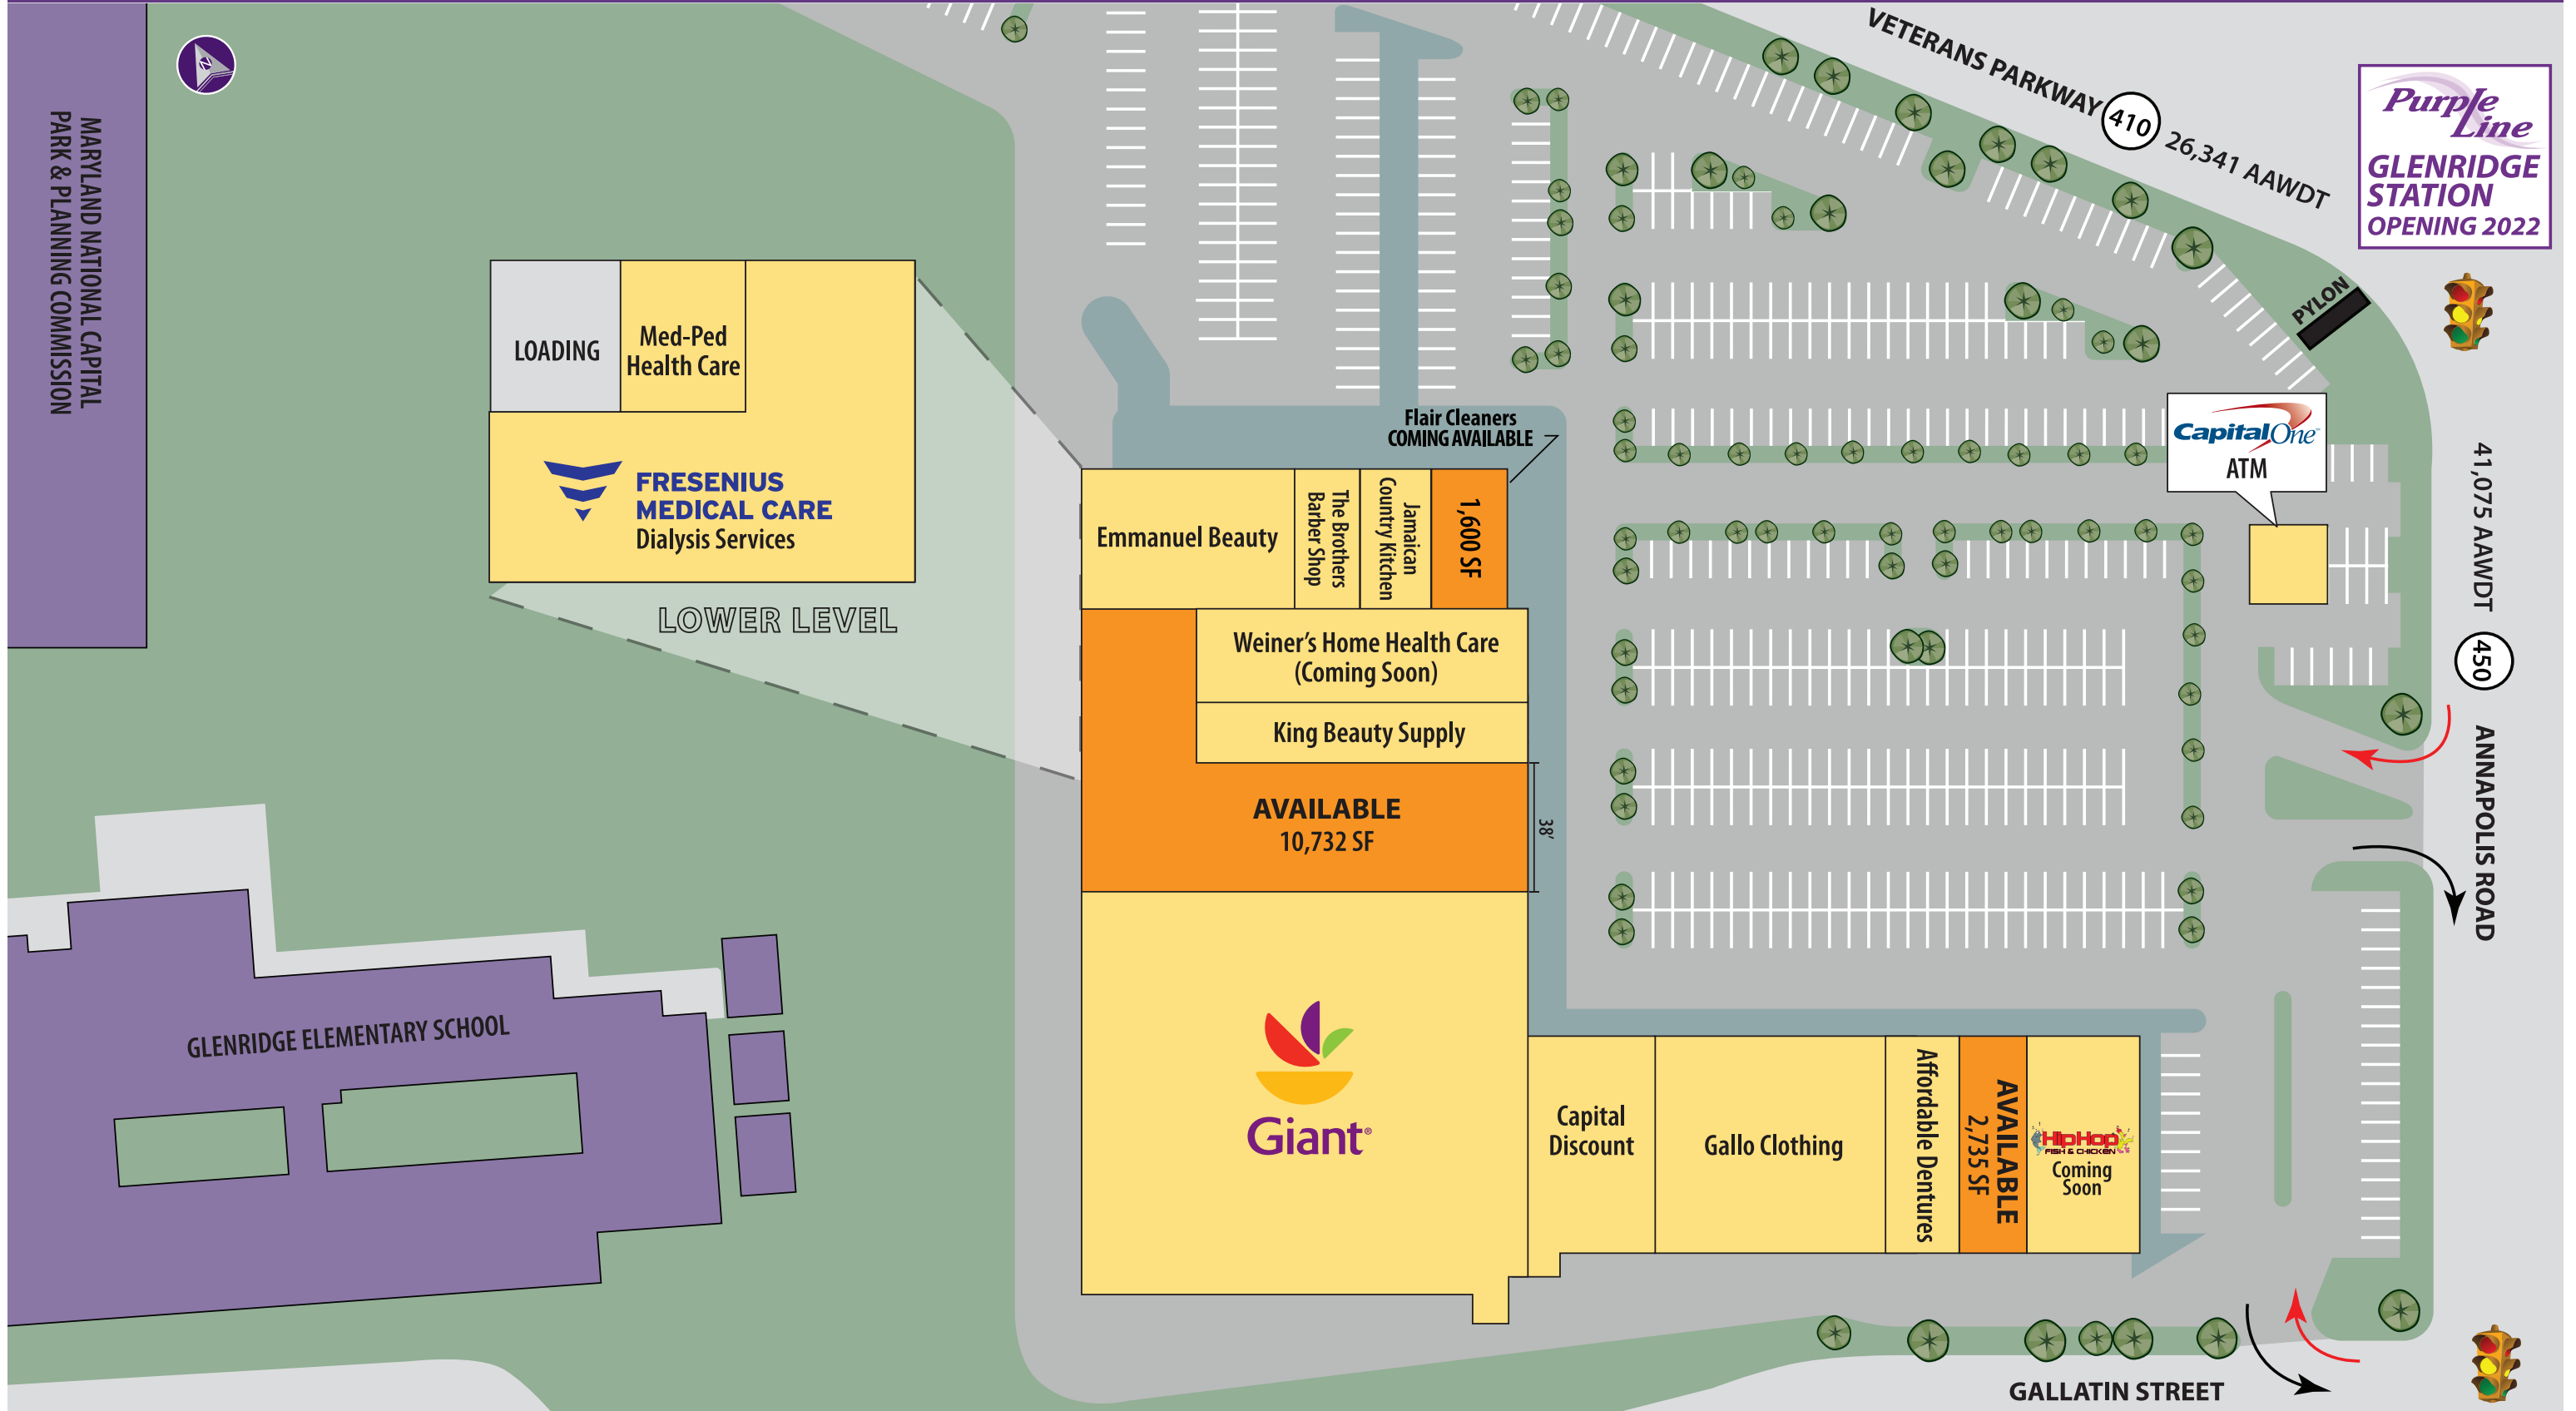 MARYLAND NATIONAL CAPITAL
PARK & PLANNING COMMISSION
N
VETERANS PARKWAY
410
26,341 AAWDT
Purple
Line
GLENRIDGE
STATION
OPENING 2022
PYLON
LOADING
Med-Ped
Health Care
FRESENIUS
MEDICAL CARE
Dialysis Services
LOWER LEVEL
Flair Cleaners
COMING AVAILABLE
Emmanuel Beauty
The Brothers
Barber Shop
Jamaican
Country Kitchen
1,600 SF
Weiner's Home Health Care
(Coming Soon)
King Beauty Supply
AVAILABLE
10,732 SF
38'
CapitalOne
ATM
41,075 AAWDT
450
ANNAPOLIS ROAD
GLENRIDGE ELEMENTARY SCHOOL
Giant®
Capital
Discount
Gallo Clothing
Affordable Dentures
AVAILABLE
2,735 SF
HipHop
FISH & CHICKEN
Coming
Soon
GALLATIN STREET